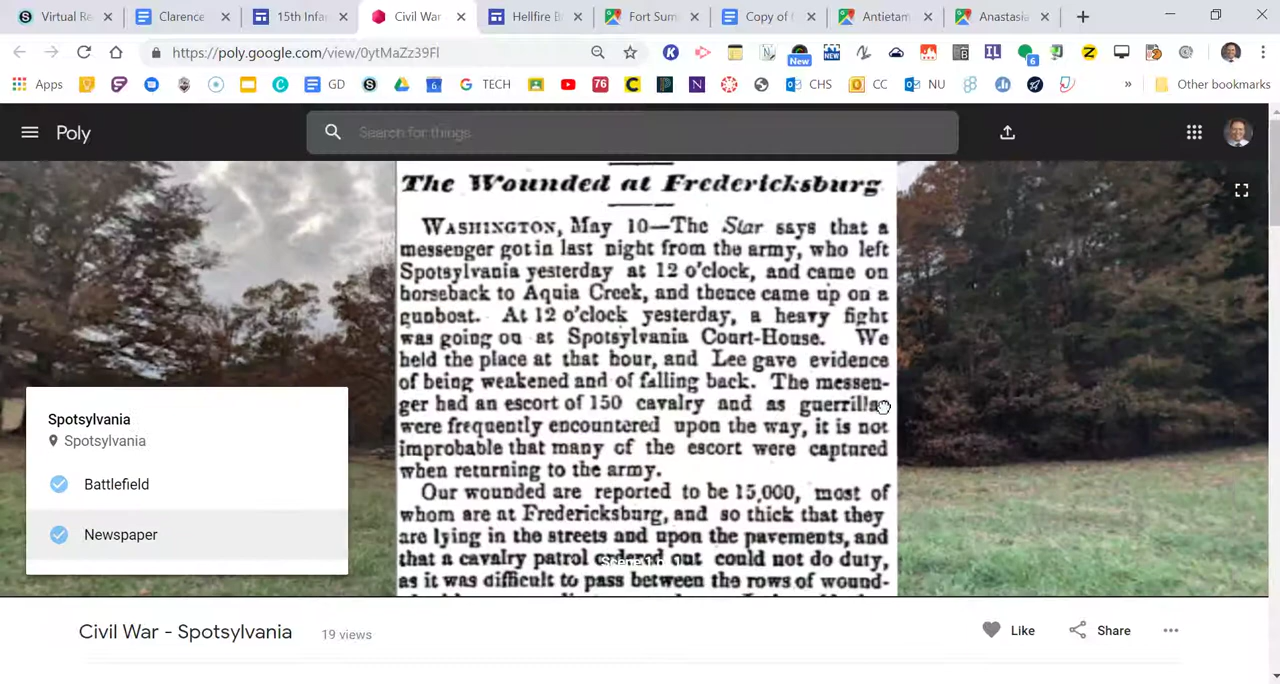 Virtual Re
Clarence
15th Infa
Civil War
Hellfire B
Fort Sum
Copy of
Antietam
Anastasia
https://poly.google.com/view/0ytMaZz39Fl
New
NEW
6
Apps
GD
6
TECH
76
CHS
CC
NU
»
Other bookmarks
Poly
Search for things
The Wounded at Fredericksburg
WASHINGTON, May 10—The Star says that a
messenger got in last night from the army, who left
Spotsylvania yesterday at 12 o'clock, and came on
horseback to Aquia Creek, and thence came up on a
gunboat. At 12 o'clock yesterday, a heavy fight
was going on at Spotsylvania Court-House. We
held the place at that hour, and Lee gave evidence
of being weakened and of falling back. The messen-
ger had an escort of 150 cavalry and as guerrillas
were frequently encountered upon the way, it is not
improbable that many of the escort were captured
when returning to the army.
Our wounded are reported to be 15,000, most of
whom are at Fredericksburg, and so thick that they
are lying in the streets and upon the pavements, and
that a cavalry patrol ordered out could not do duty,
as it was difficult to pass between the rows of wound-
Scene 1 of 1
Spotsylvania
Spotsylvania
Battlefield
Newspaper
Civil War - Spotsylvania
19 views
Like
Share